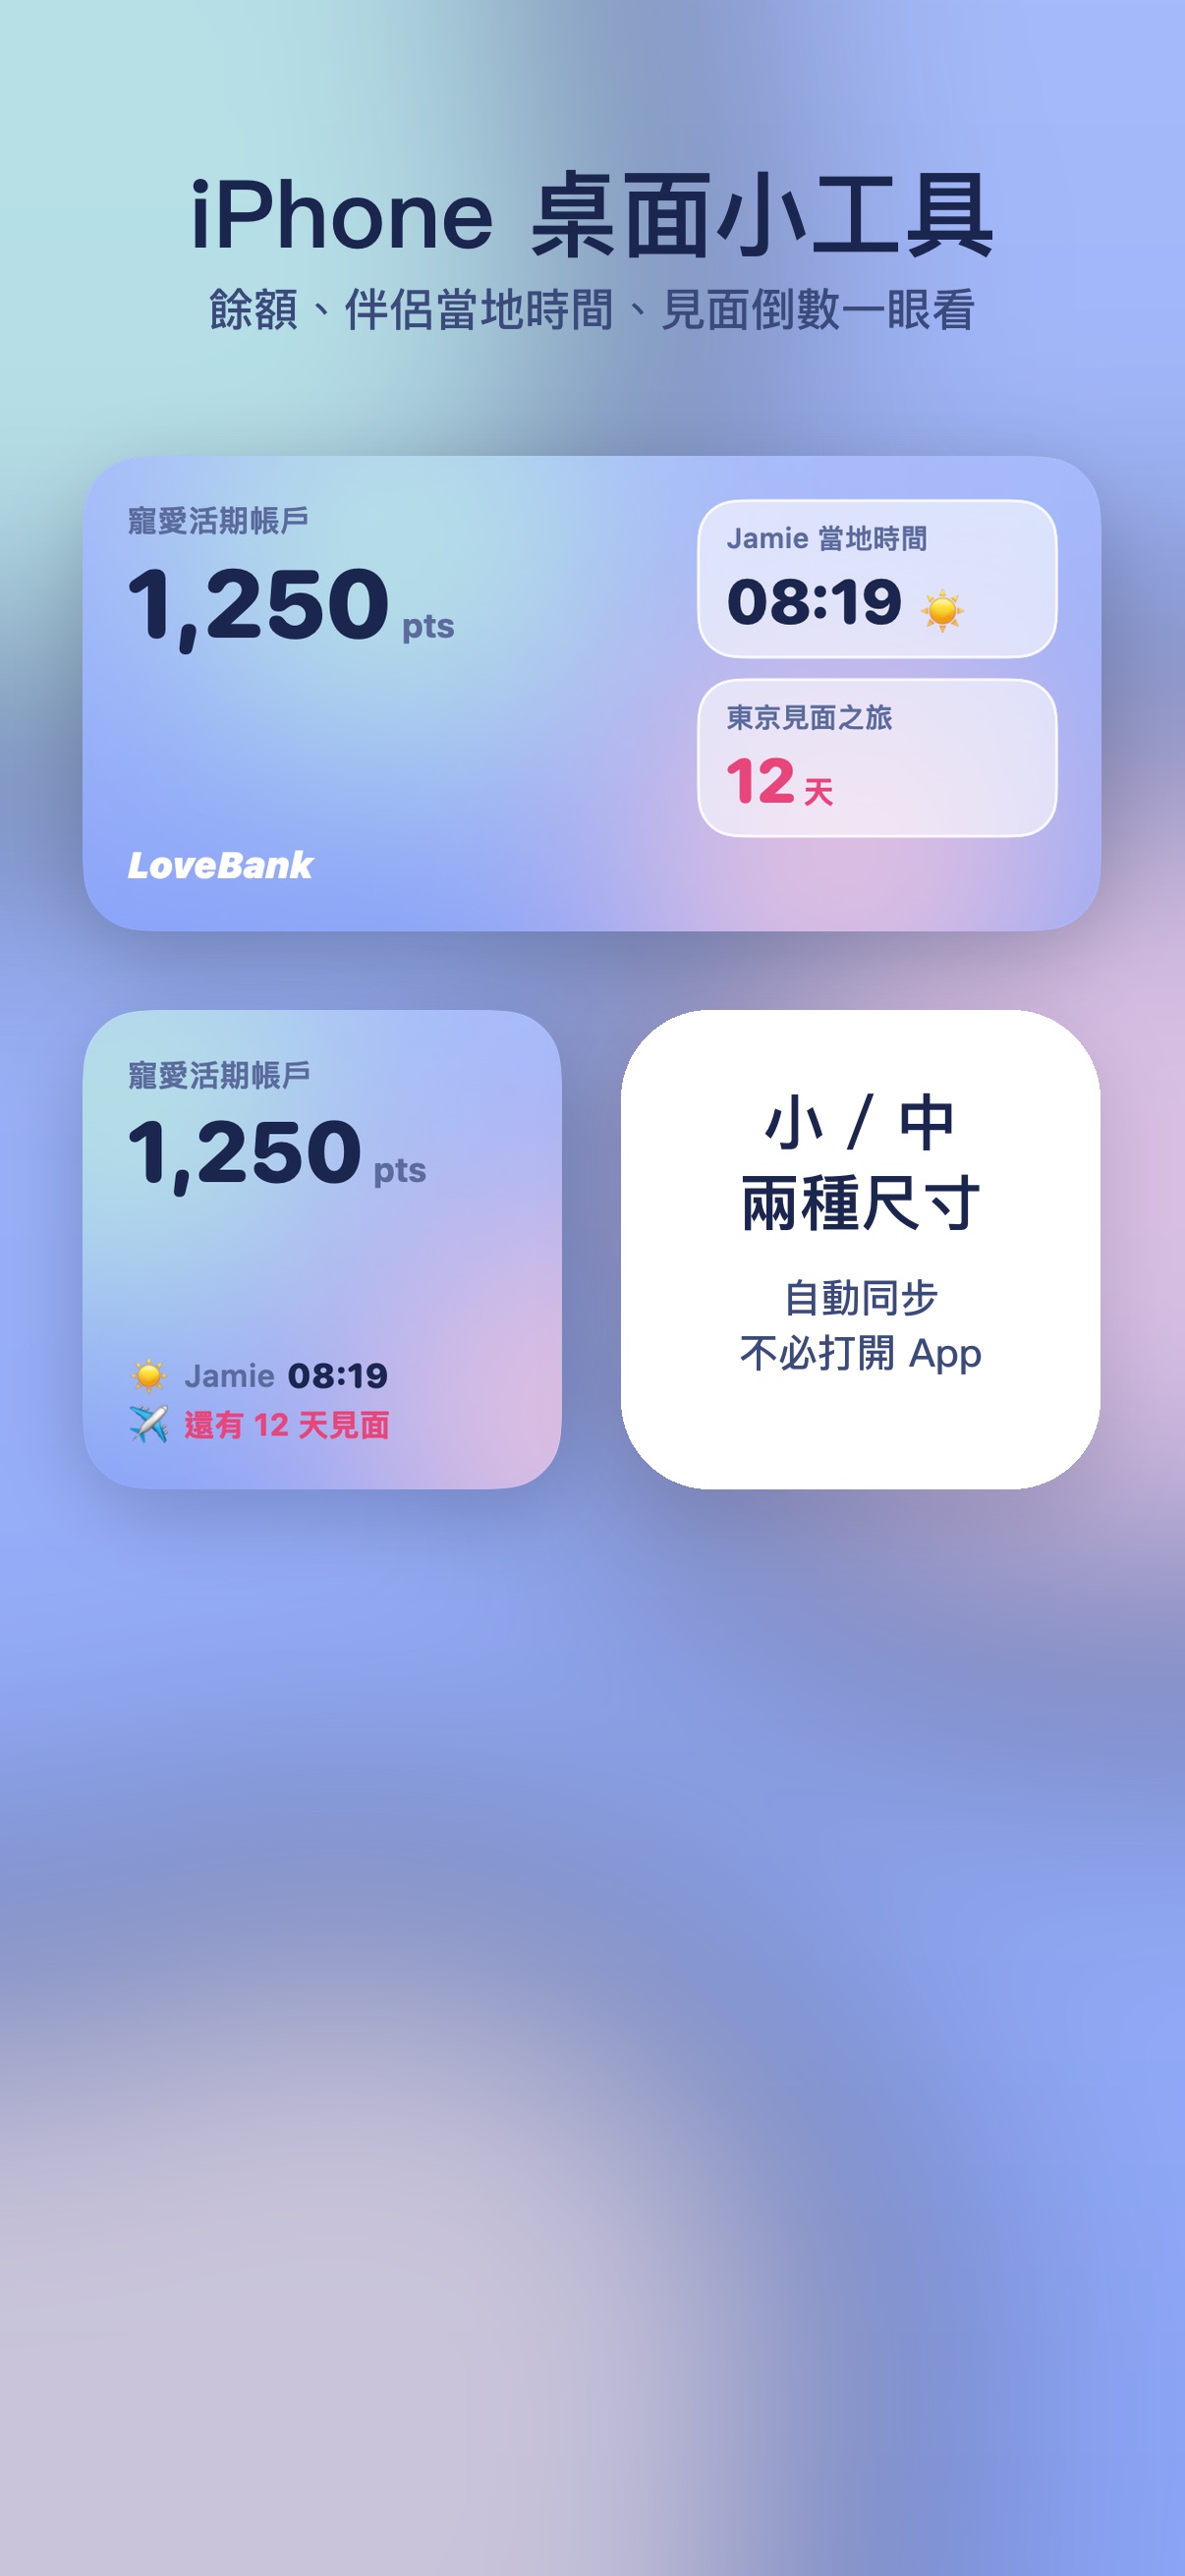 iPhone 桌面小工具
餘額、伴侶當地時間、見面倒數一眼看
寵愛活期帳戶
1,250 pts
LoveBank
Jamie 當地時間
08:19
東京見面之旅
12 天
寵愛活期帳戶
1,250 pts
Jamie 08:19
還有 12 天見面
小 / 中
兩種尺寸
自動同步
不必打開 App